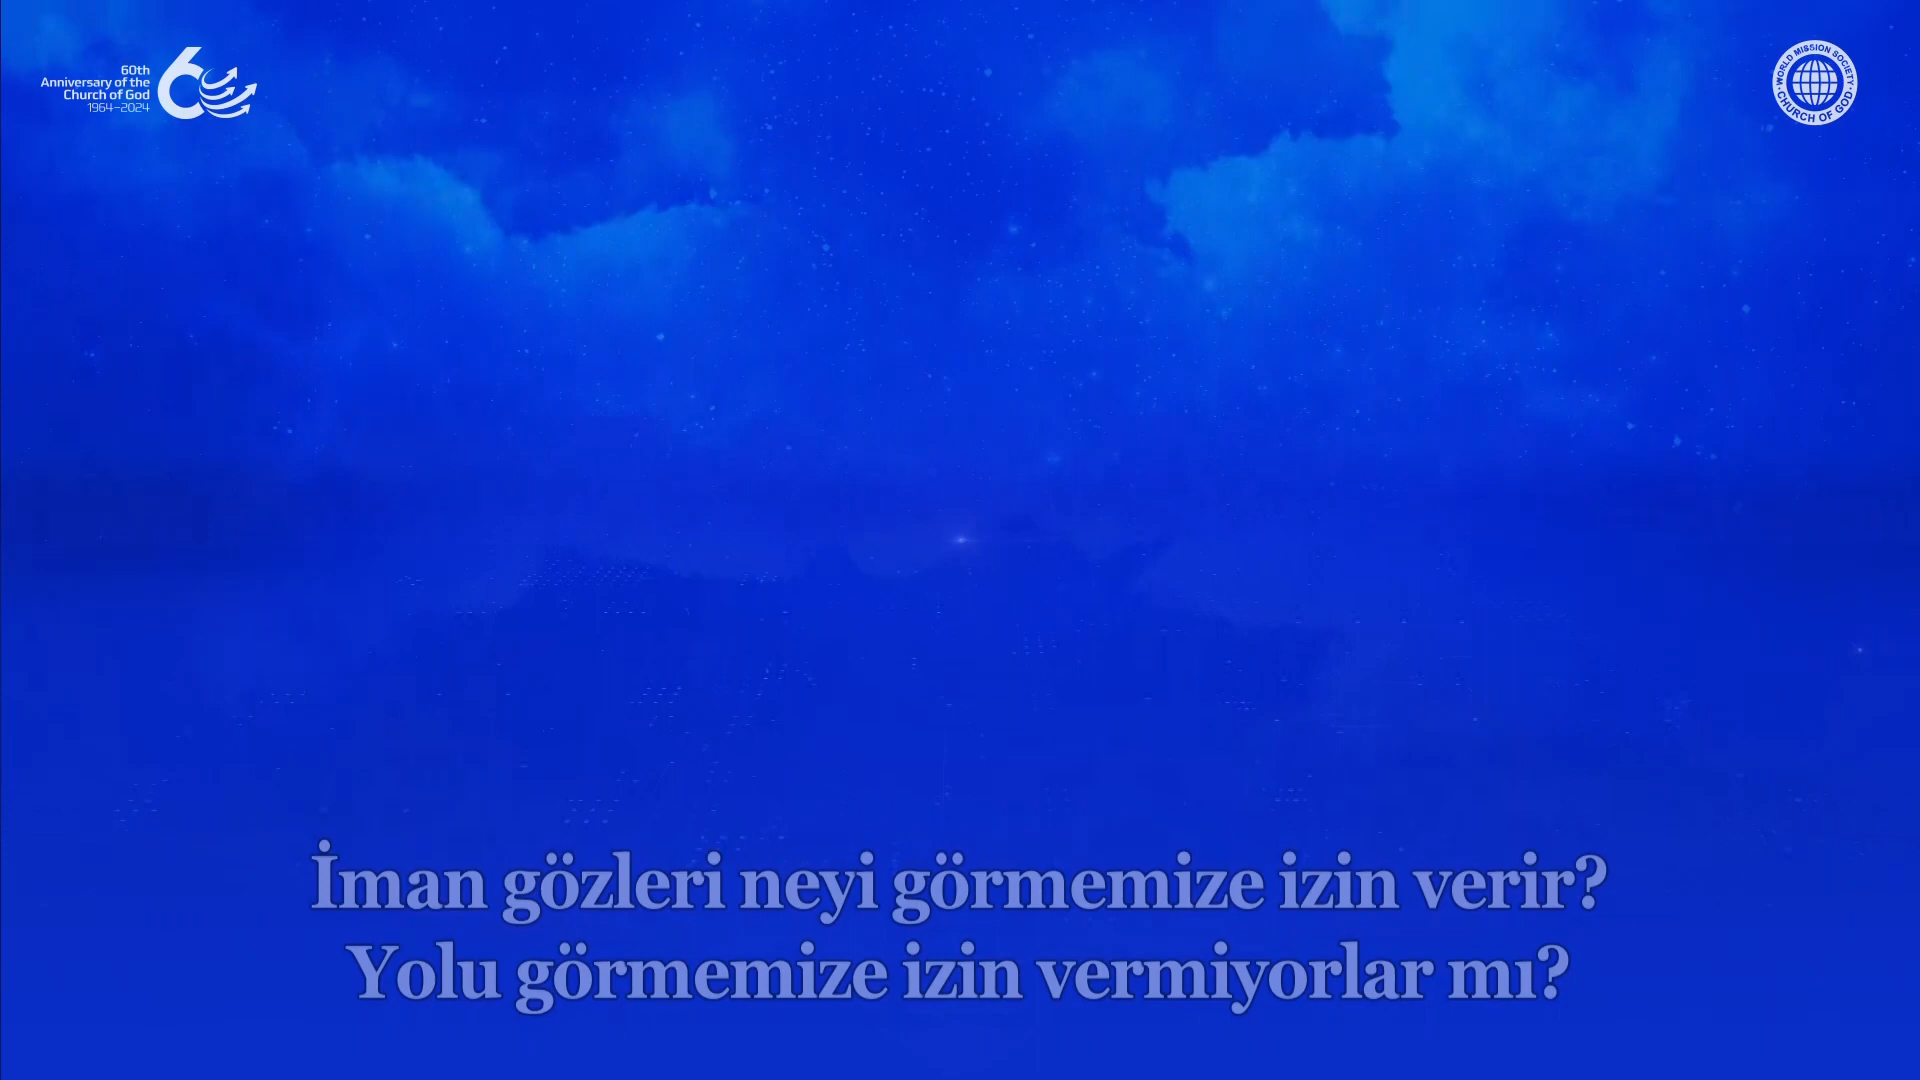 60th
Anniversary of the
Church of God
1964–2024
WORLD MISSION SOCIETY
CHURCH OF GOD
İman gözleri neyi görmemize izin verir?
Yolu görmemize izin vermiyorlar mı?